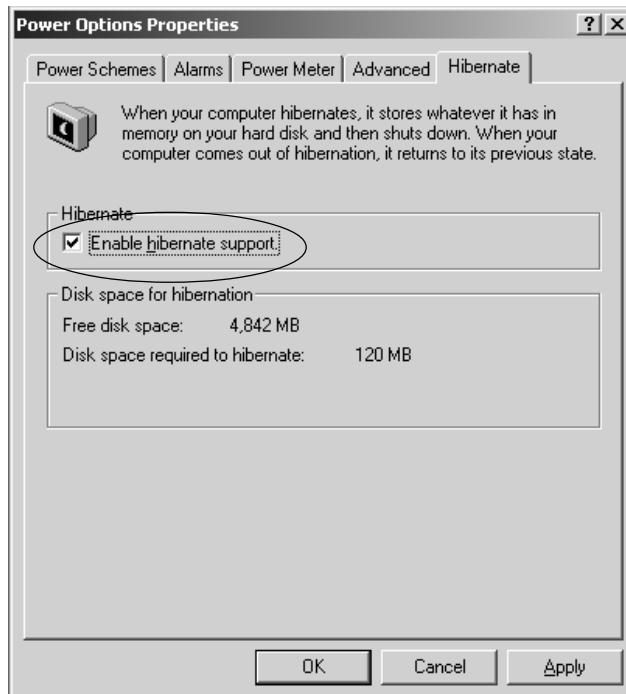 Power Options Properties
Power Schemes Alarms Power Meter Advanced Hibernate
When your computer hibernates, it stores whatever it has in
memory on your hard disk and then shuts down. When your
computer comes out of hibernation, it returns to its previous state.
Hibernate
Enable hibernate support.
Disk space for hibernation
Free disk space: 4,842 MB
Disk space required to hibernate: 120 MB
OK Cancel Apply